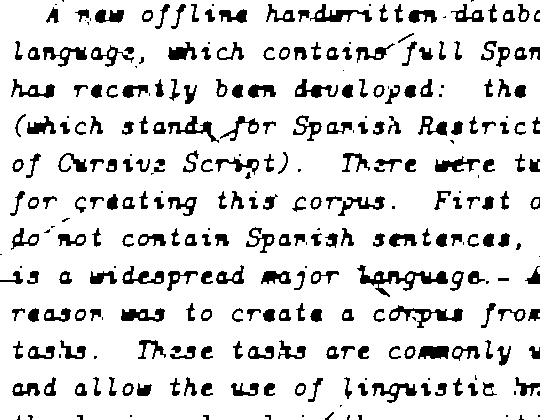 A new offline handwritten databa
language, which contains full Span
has recently been developed: the
(which stands for Spanish Restrict
of Cursive Script). There were tw
for creating this corpus. First o
do not contain Spanish sentences,
is a widespread major language.
reason was to create a corpus from
tasks. These tasks are commonly u
and allow the use of linguistic kn